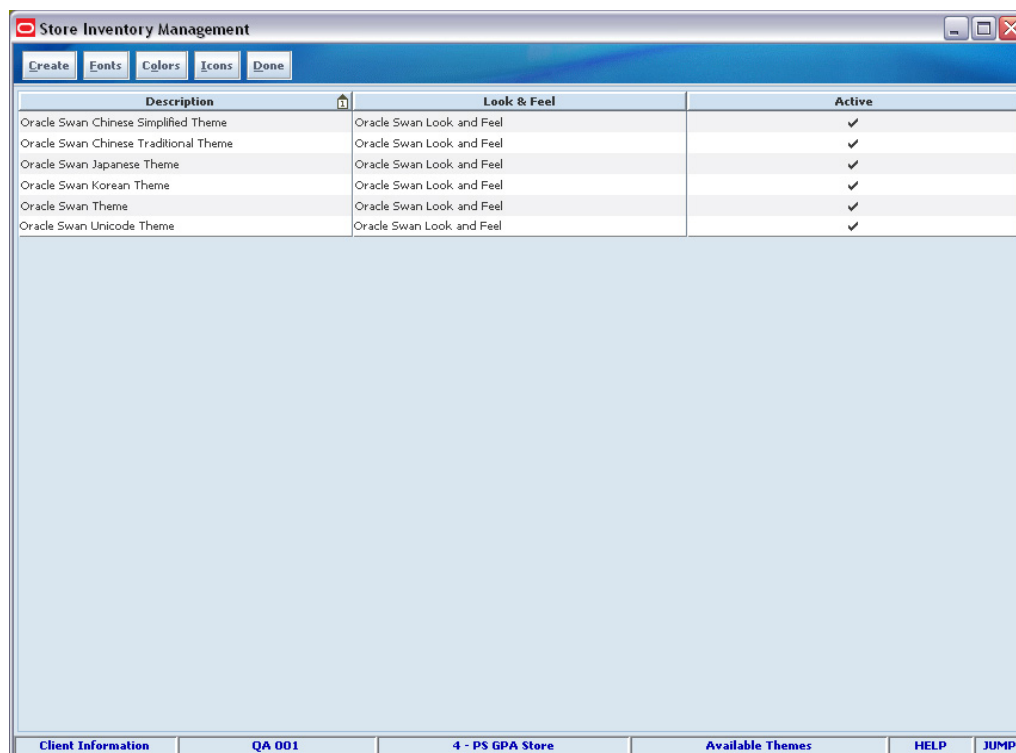 Store Inventory Management
Create Fonts Colors Icons Done
Description 1 Look & Feel Active
Oracle Swan Chinese Simplified Theme Oracle Swan Look and Feel
Oracle Swan Chinese Traditional Theme Oracle Swan Look and Feel
Oracle Swan Japanese Theme Oracle Swan Look and Feel
Oracle Swan Korean Theme Oracle Swan Look and Feel
Oracle Swan Theme Oracle Swan Look and Feel
Oracle Swan Unicode Theme Oracle Swan Look and Feel
Client Information QA 001 4 - PS GPA Store Available Themes HELP JUMP